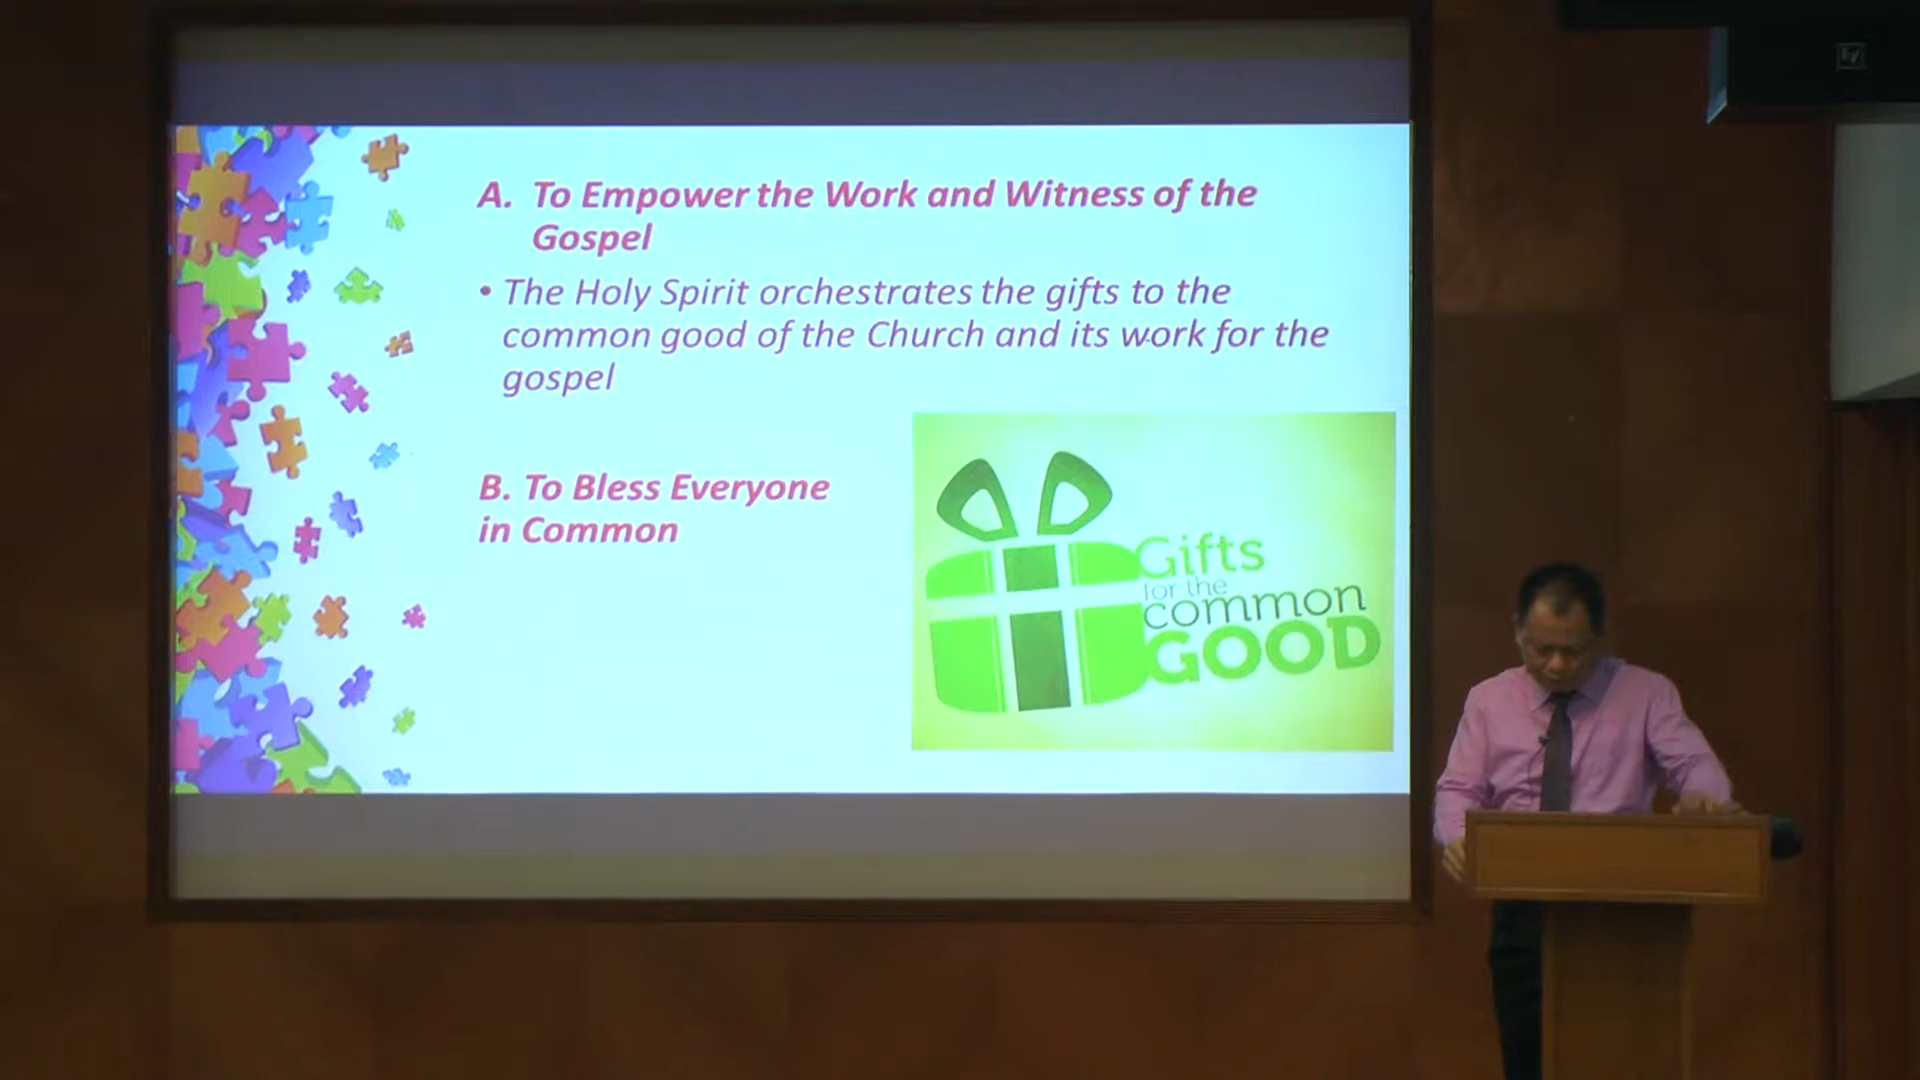 A. To Empower the Work and Witness of the
Gospel
• The Holy Spirit orchestrates the gifts to the
common good of the Church and its work for the
gospel
B. To Bless Everyone
in Common
Gifts
for the
common
GOOD
EV